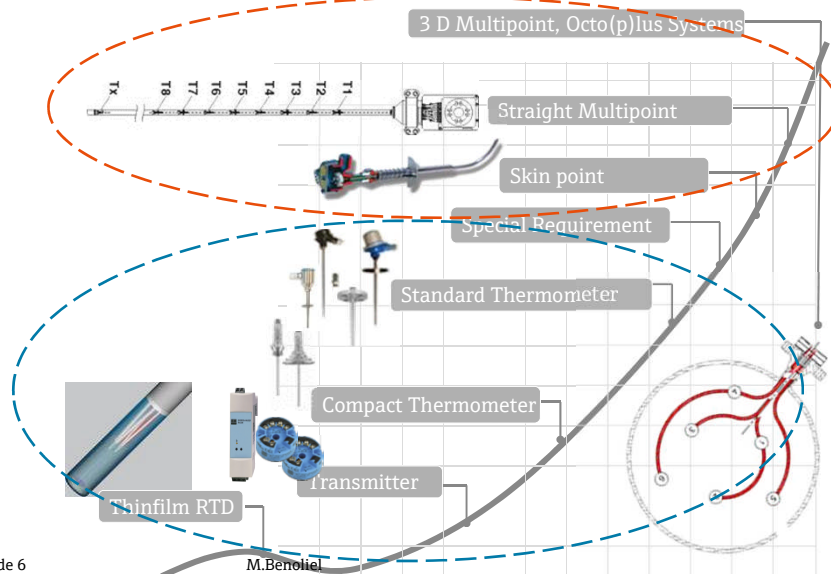 3 D Multipoint, Octo(p)lus Systems
Tx
T8
T7
T6
T5
T4
T3
T2
T1
Straight Multipoint
Skin point
Special Requirement
Standard Thermometer
Compact Thermometer
Transmitter
Thinfilm RTD
de 6
M.Benoliel